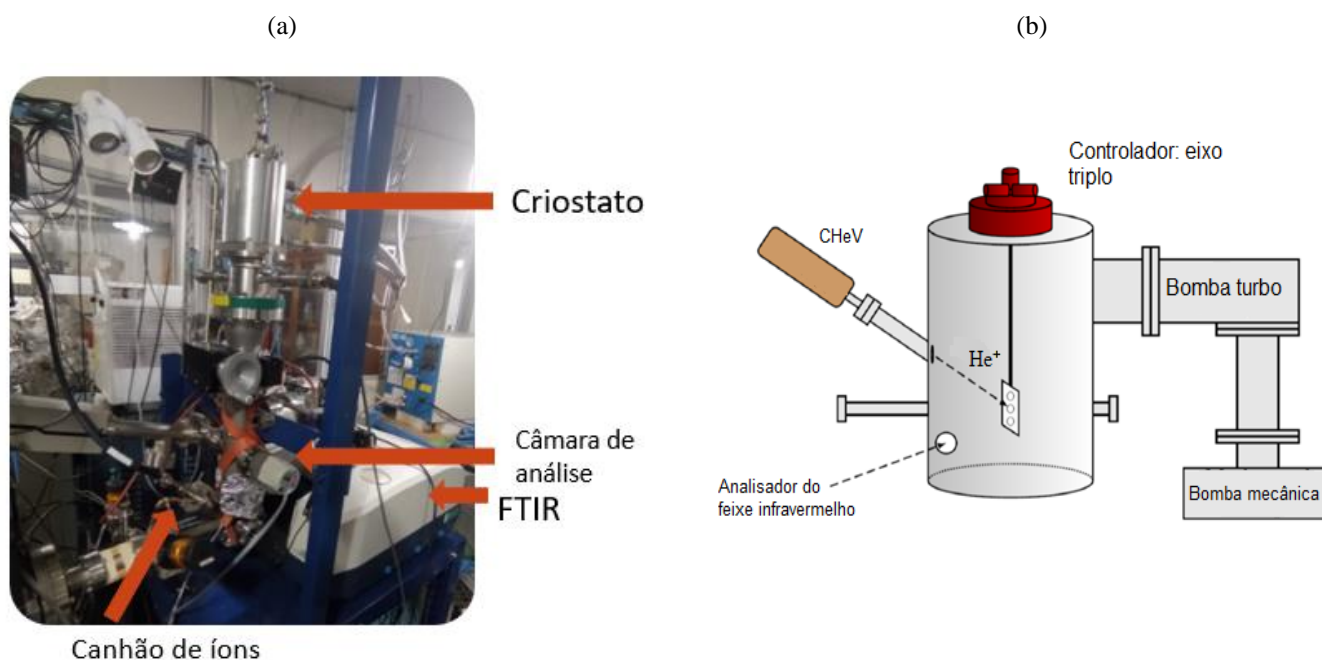 (a)
(b)
Criostato
Câmara de
análise
FTIR
Canhão de íons
Controlador: eixo
triplo
CHeV
Bomba turbo
He⁺
Analisador do
feixe infravermelho
Bomba mecânica